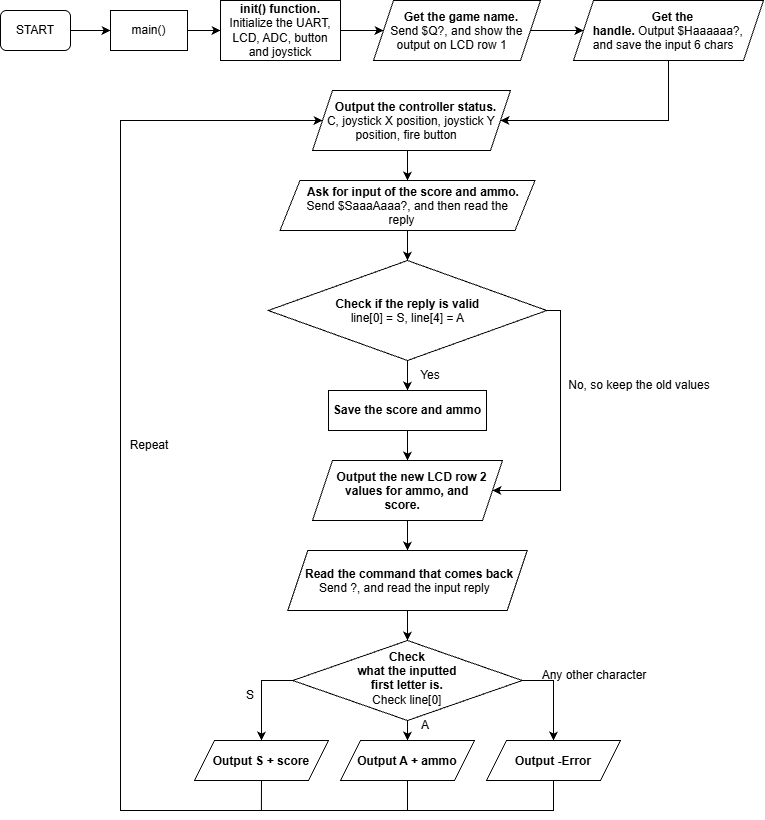 START
main()
init() function.
Initialize the UART,
LCD, ADC, button
and joystick
Get the game name.
Send $Q?, and show the
output on LCD row 1
Get the
handle. Output $Haaaaaa?,
and save the input 6 chars
Output the controller status.
C, joystick X position, joystick Y
position, fire button
Ask for input of the score and ammo.
Send $SaaaAaaa?, and then read the
reply
Check if the reply is valid
line[0] = S, line[4] = A
Yes
No, so keep the old values
Save the score and ammo
Repeat
Output the new LCD row 2
values for ammo, and
score.
Read the command that comes back
Send ?, and read the input reply
Check
what the inputted
first letter is.
Check line[0]
S
A
Any other character
Output S + score
Output A + ammo
Output -Error